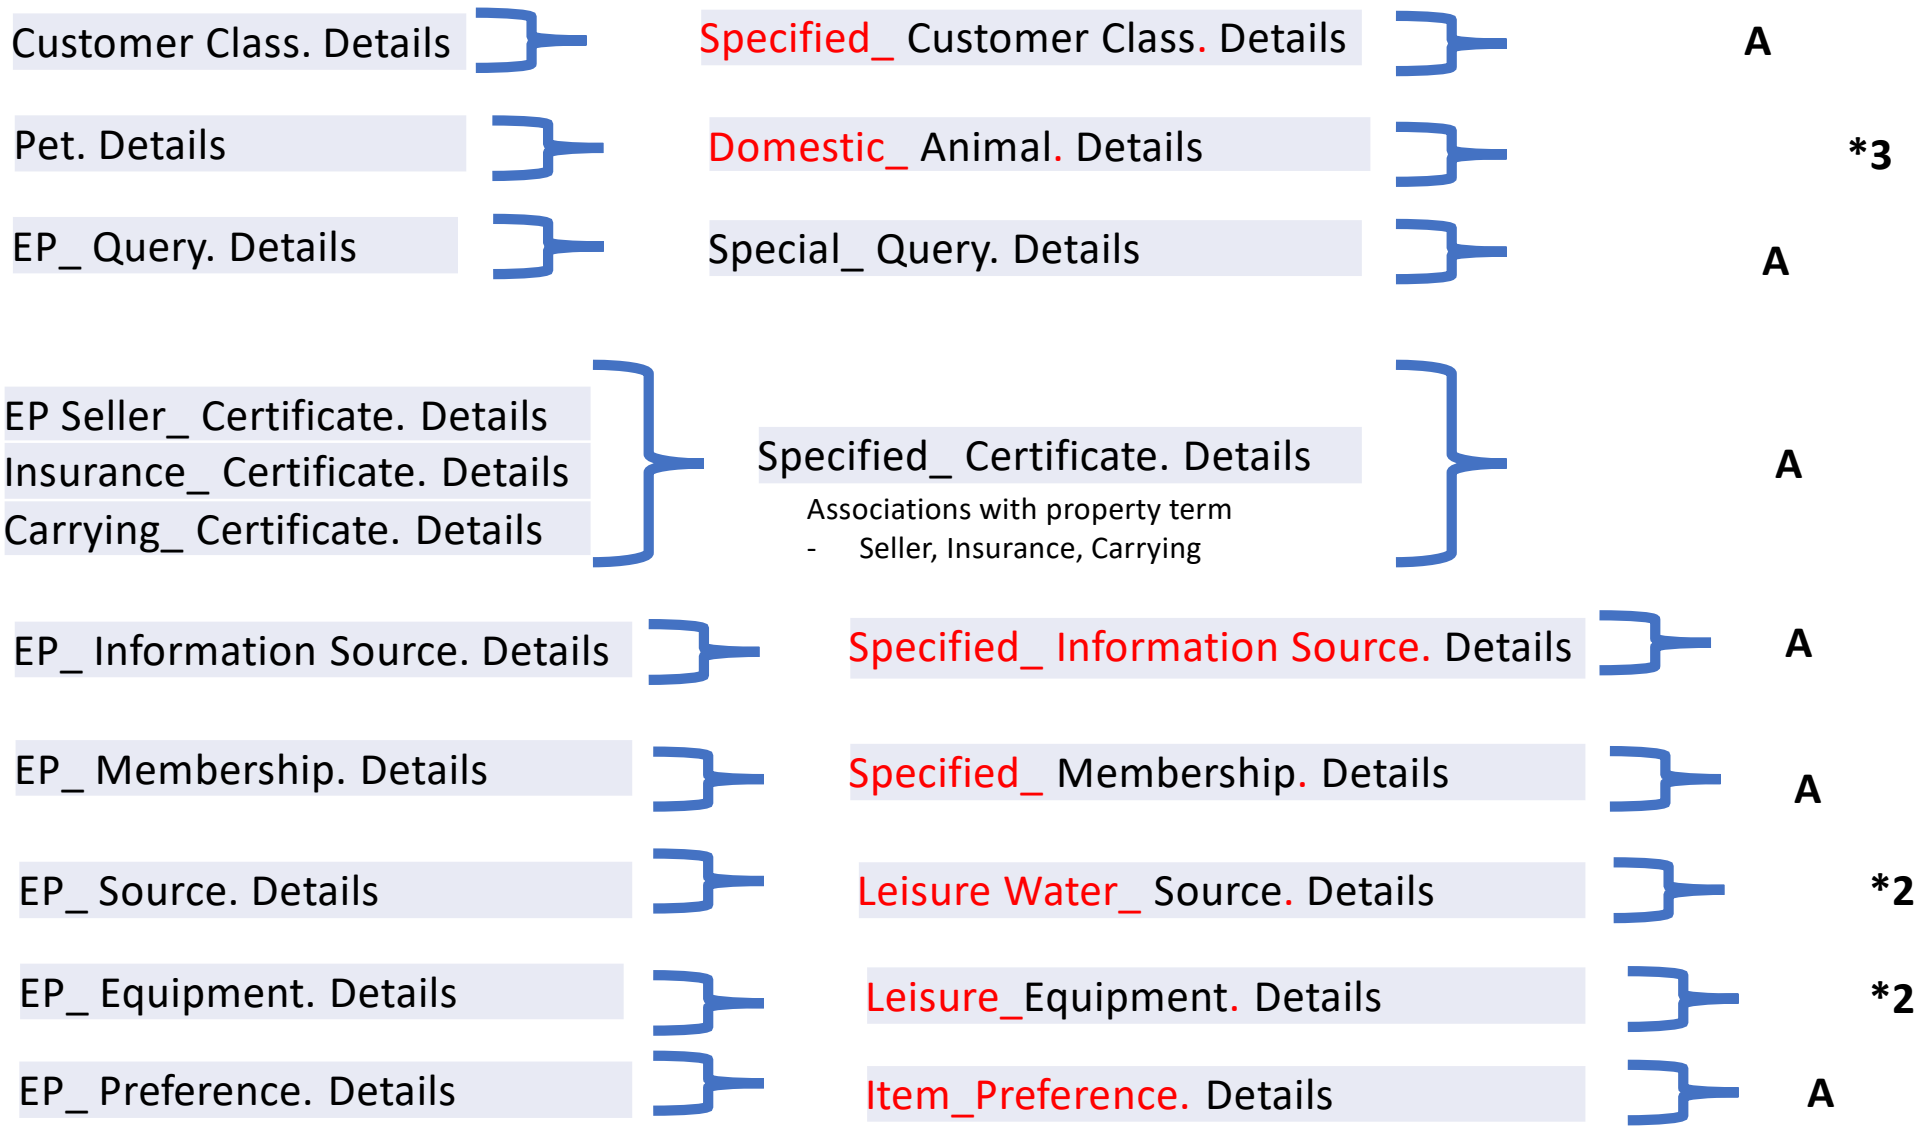 Customer Class. Details
Specified_ Customer Class. Details
A
Pet. Details
Domestic_ Animal. Details
*3
EP_ Query. Details
Special_ Query. Details
A
EP Seller_ Certificate. Details
Insurance_ Certificate. Details
Carrying_ Certificate. Details
Specified_ Certificate. Details
Associations with property term
- Seller, Insurance, Carrying
A
EP_ Information Source. Details
Specified_ Information Source. Details
A
EP_ Membership. Details
Specified_ Membership. Details
A
EP_ Source. Details
Leisure Water_ Source. Details
*2
EP_ Equipment. Details
Leisure_Equipment. Details
*2
EP_ Preference. Details
Item_Preference. Details
A